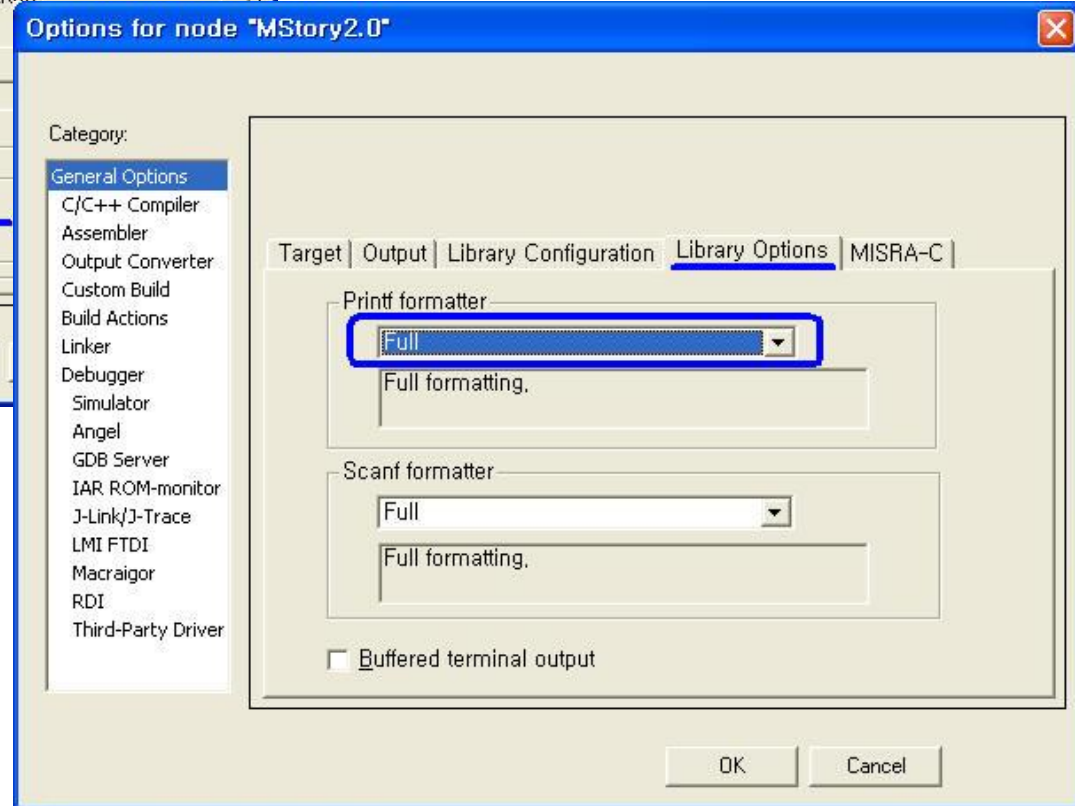 Options for node "MStory2.0"
Category:
General Options
C/C++ Compiler
Assembler
Output Converter
Custom Build
Build Actions
Linker
Debugger
Simulator
Angel
GDB Server
IAR ROM-monitor
J-Link/J-Trace
LMI FTDI
Macraigor
RDI
Third-Party Driver
Target Output Library Configuration Library Options MISRA-C
Printf formatter
Full
Full formatting,
Scanf formatter
Full
Full formatting,
Buffered terminal output
OK Cancel